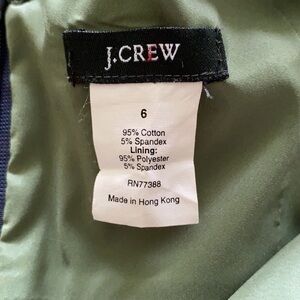 J.CREW
6
95% Cotton
5% Spandex
Lining:
95% Polyester
5% Spandex
RN77388
Made in Hong Kong